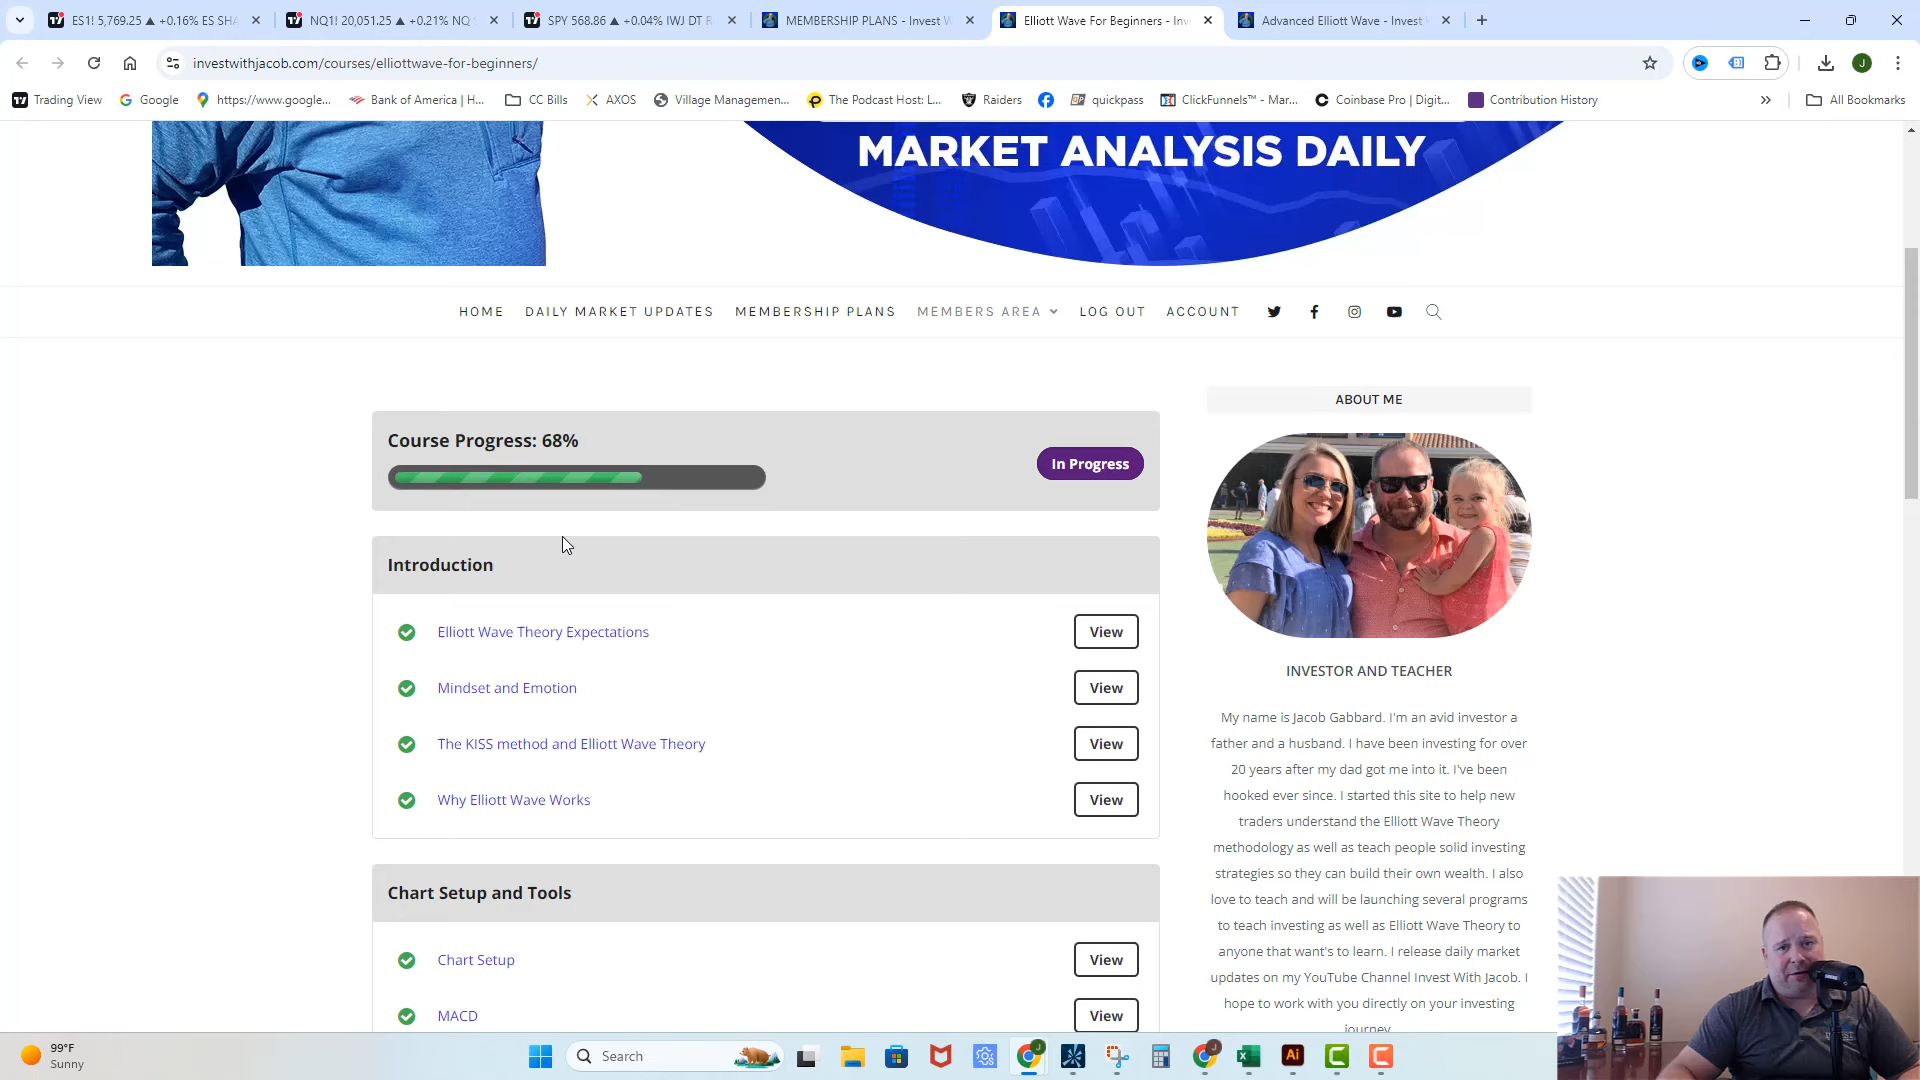 ES1! 5,769.25 ▲ +0.16% ES SHA
NQ1! 20,051.25 ▲ +0.21% NQ
SPY 568.86 ▲ +0.04% IWJ DT R
MEMBERSHIP PLANS - Invest W
Elliott Wave For Beginners - Inv
Advanced Elliott Wave - Invest
investwithjacob.com/courses/elliottwave-for-beginners/
J
Trading View
Google
https://www.google...
Bank of America | H...
CC Bills
AXOS
Village Managemen...
The Podcast Host: L...
Raiders
quickpass
ClickFunnels™ - Mar...
Coinbase Pro | Digit...
Contribution History
All Bookmarks
MARKET ANALYSIS DAILY
HOME
DAILY MARKET UPDATES
MEMBERSHIP PLANS
MEMBERS AREA
LOG OUT
ACCOUNT
Course Progress: 68%
In Progress
Introduction
Elliott Wave Theory Expectations
View
Mindset and Emotion
View
The KISS method and Elliott Wave Theory
View
Why Elliott Wave Works
View
Chart Setup and Tools
Chart Setup
View
MACD
View
ABOUT ME
INVESTOR AND TEACHER
My name is Jacob Gabbard. I'm an avid investor a
father and a husband. I have been investing for over
20 years after my dad got me into it. I've been
hooked ever since. I started this site to help new
traders understand the Elliott Wave Theory
methodology as well as teach people solid investing
strategies so they can build their own wealth. I also
love to teach and will be launching several programs
to teach investing as well as Elliott Wave Theory to
anyone that want's to learn. I release daily market
updates on my YouTube Channel Invest With Jacob. I
hope to work with you directly on your investing
journey.
99°F
Sunny
Search
Ai